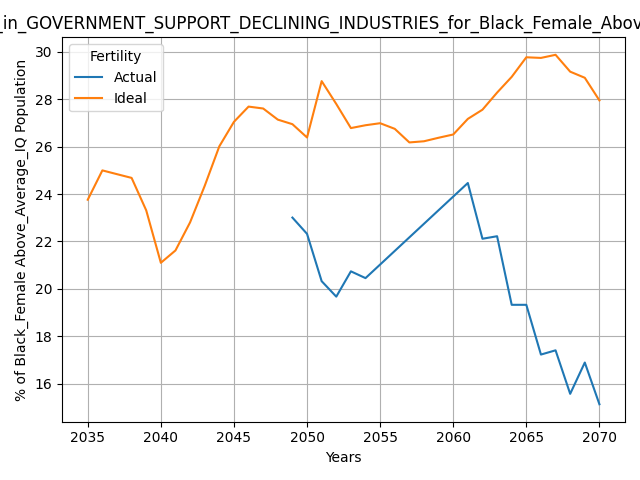 _in_GOVERNMENT_SUPPORT_DECLINING_INDUSTRIES_for_Black_Female_Above
Fertility
Actual
Ideal
% of Black_Female Above_Average_IQ Population
30
28
26
24
22
20
18
16
2035 2040 2045 2050 2055 2060 2065 2070
Years